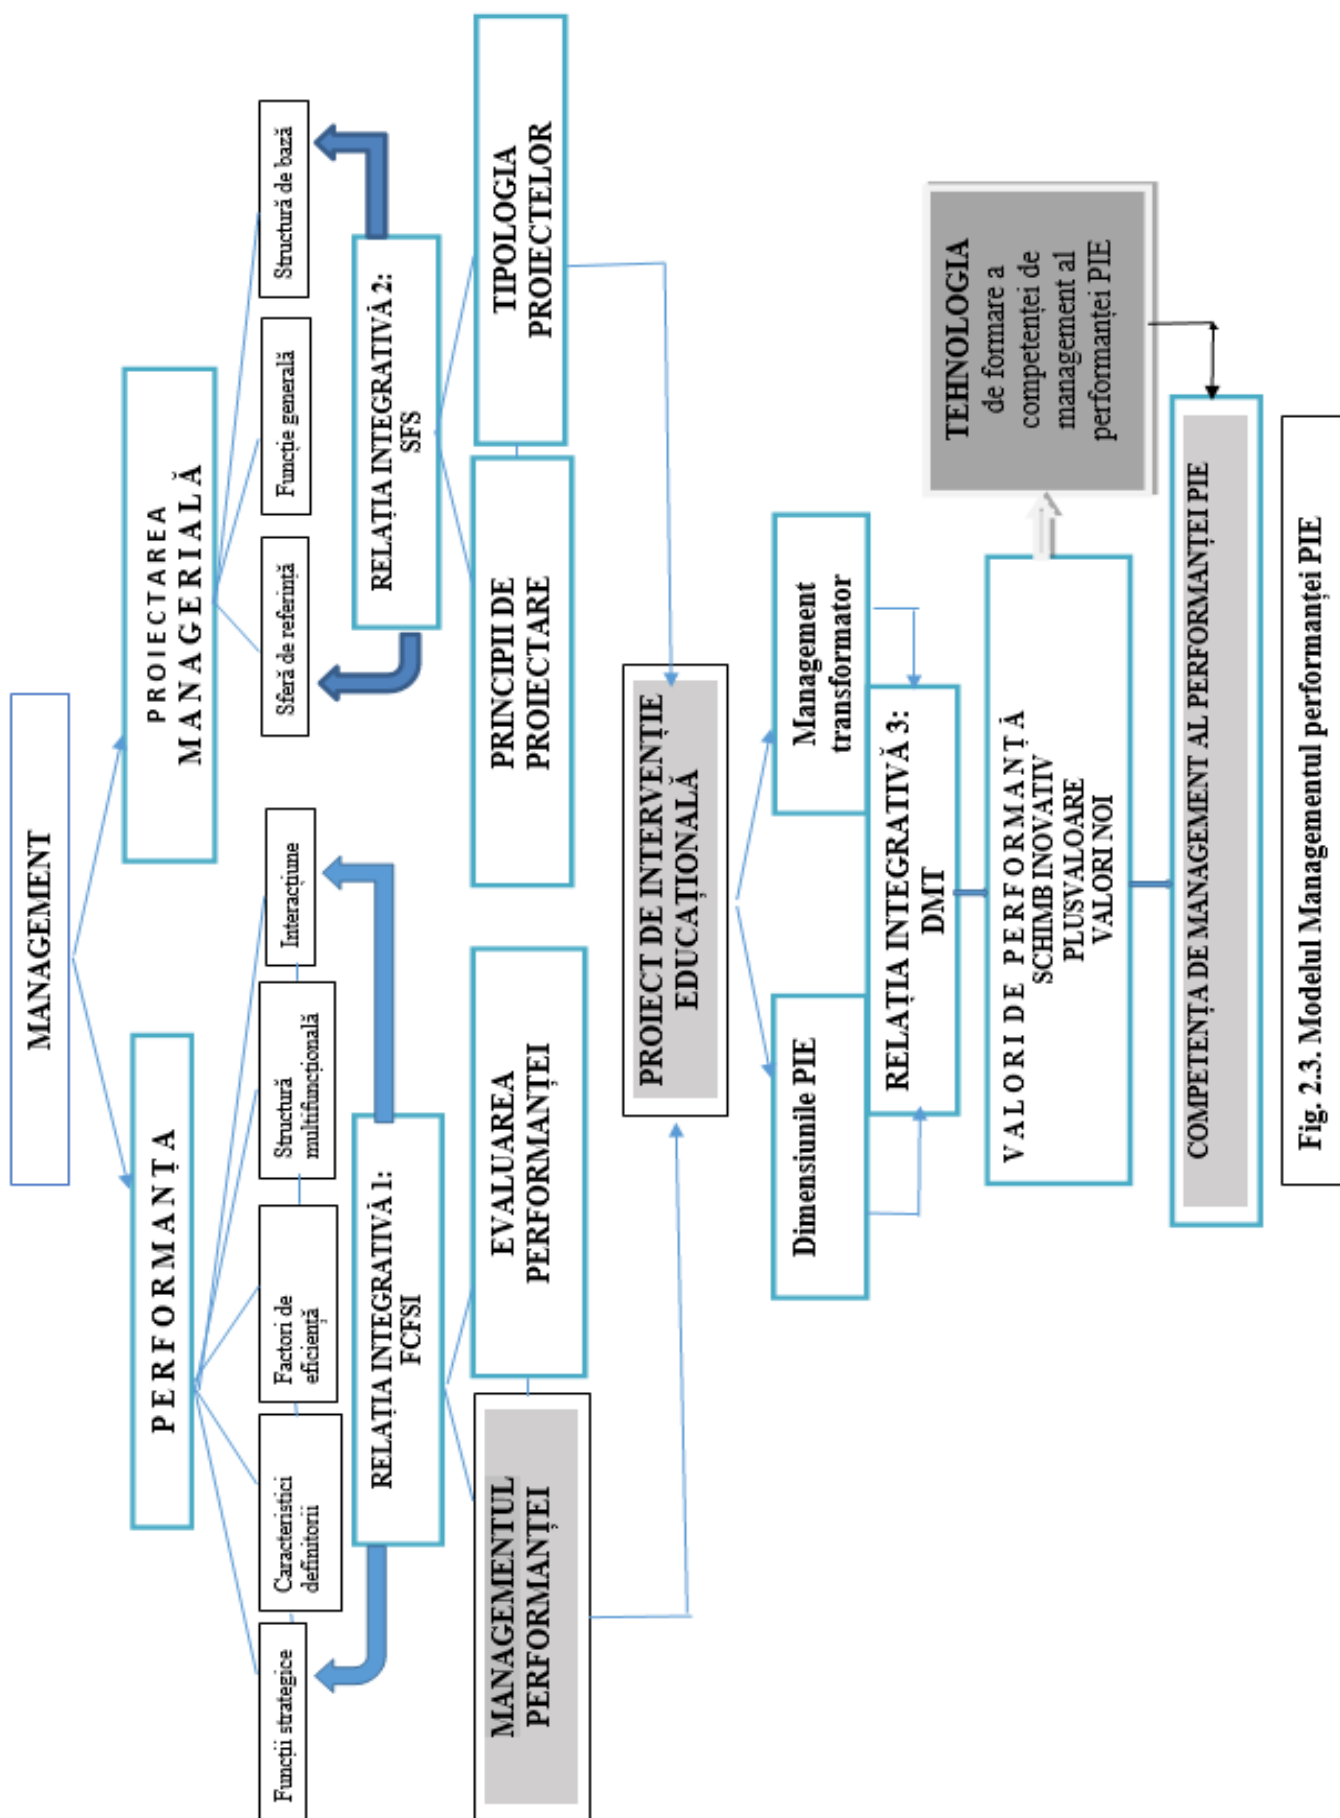 MANAGEMENT
PERFORMANȚA
PROIECTAREA
MANAGERIALĂ
Funcții strategice
Caracteristici
definitorii
Factori de
eficiență
Structură
multifuncțională
Interacțiune
Sferă de referință
Funcție generală
Structură de bază
RELAȚIA INTEGRATIVĂ 1:
FCFSI
RELAȚIA INTEGRATIVĂ 2:
SFS
MANAGEMENTUL
PERFORMANȚEI
EVALUAREA
PERFORMANȚEI
PRINCIPII DE
PROIECTARE
TIPOLOGIA
PROIECTELOR
PROIECT DE INTERVENȚIE
EDUCAȚIONALĂ
Dimensiunile PIE
Management
transformator
RELAȚIA INTEGRATIVĂ 3:
DMT
VALORI DE PERFORMANȚĂ
SCHIMB INOVATIV
PLUSVALOARE
VALORI NOI
TEHNOLOGIA
de formare a
competenței de
management al
performanței PIE
COMPETENȚA DE MANAGEMENT AL PERFORMANȚEI PIE
Fig. 2.3. Modelul Managementul performanței PIE